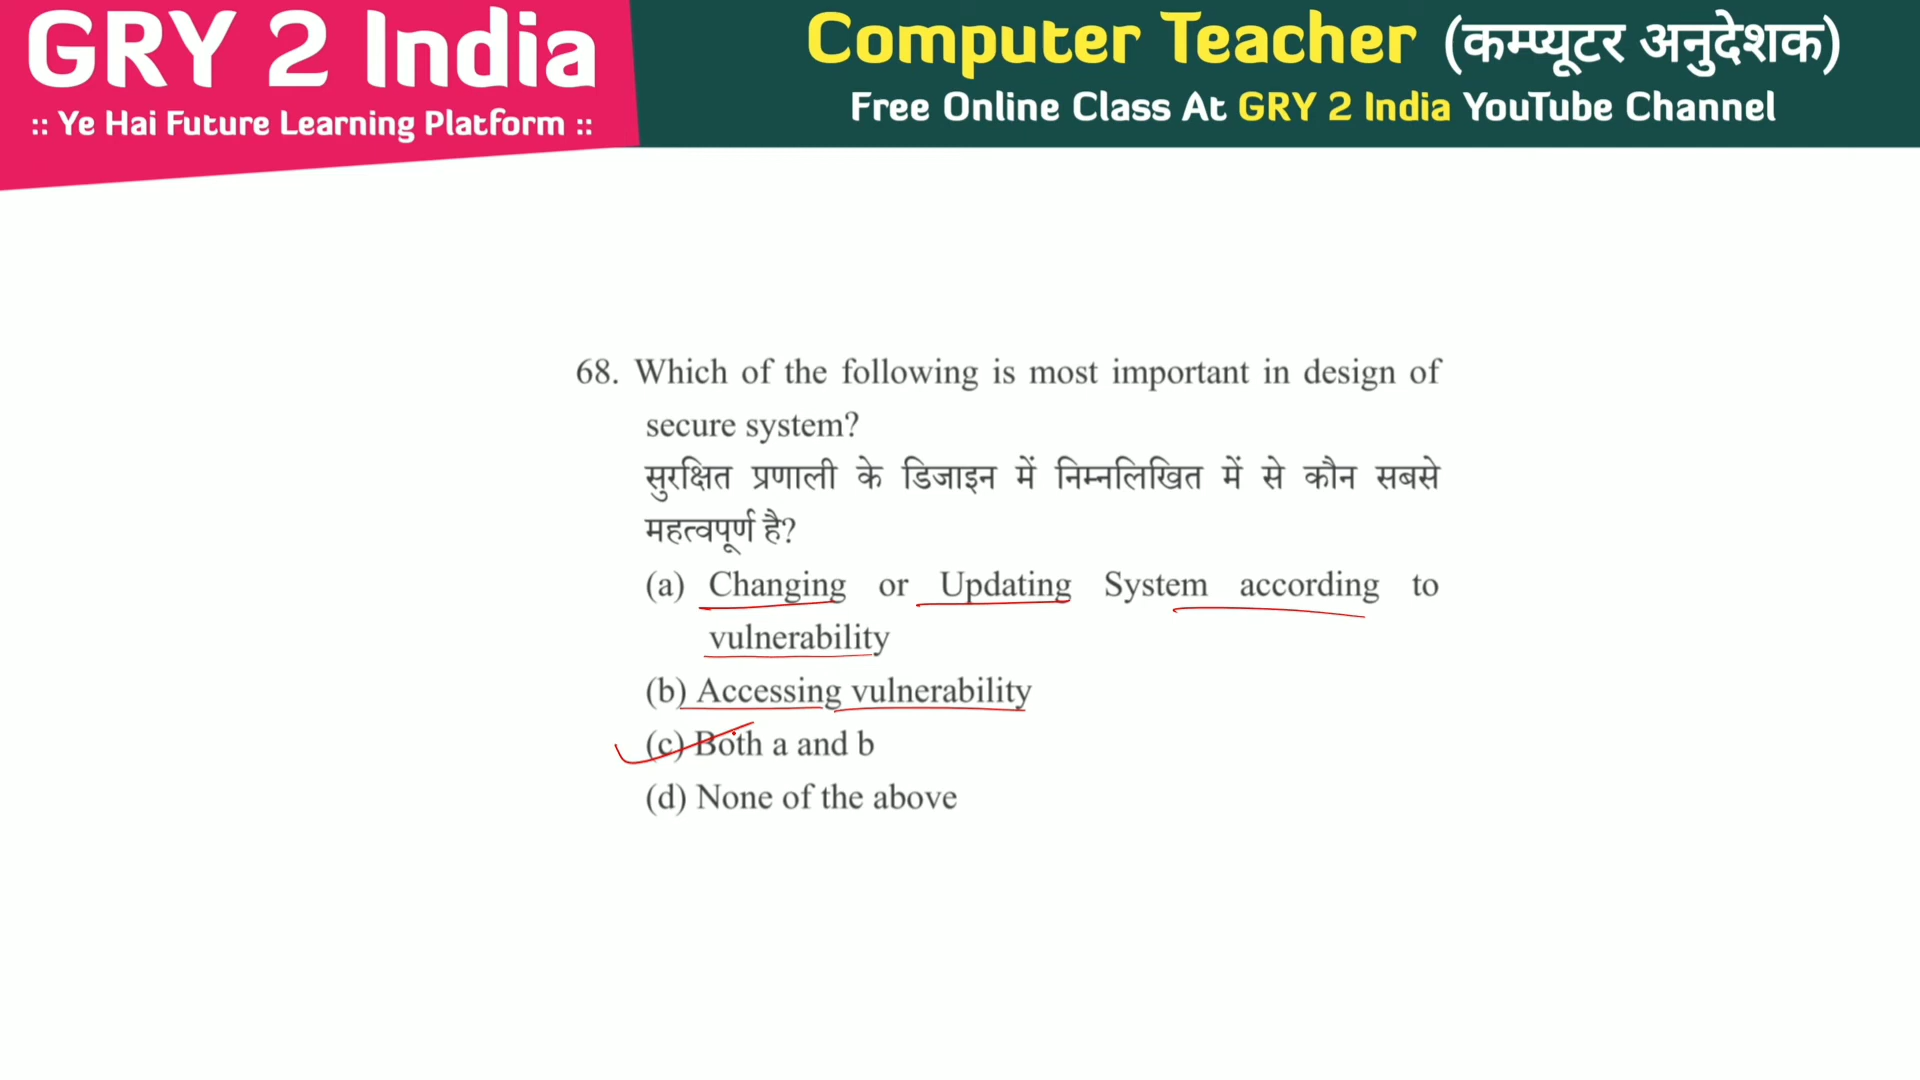 GRY 2 India
:: Ye Hai Future Learning Platform ::
Computer Teacher (कम्प्यूटर अनुदेशक)
Free Online Class At GRY 2 India YouTube Channel
68. Which of the following is most important in design of
secure system?
सुरक्षित प्रणाली के डिजाइन में निम्नलिखित में से कौन सबसे
महत्वपूर्ण है?
(a) Changing or Updating System according to
vulnerability
(b) Accessing vulnerability
(c) Both a and b
(d) None of the above